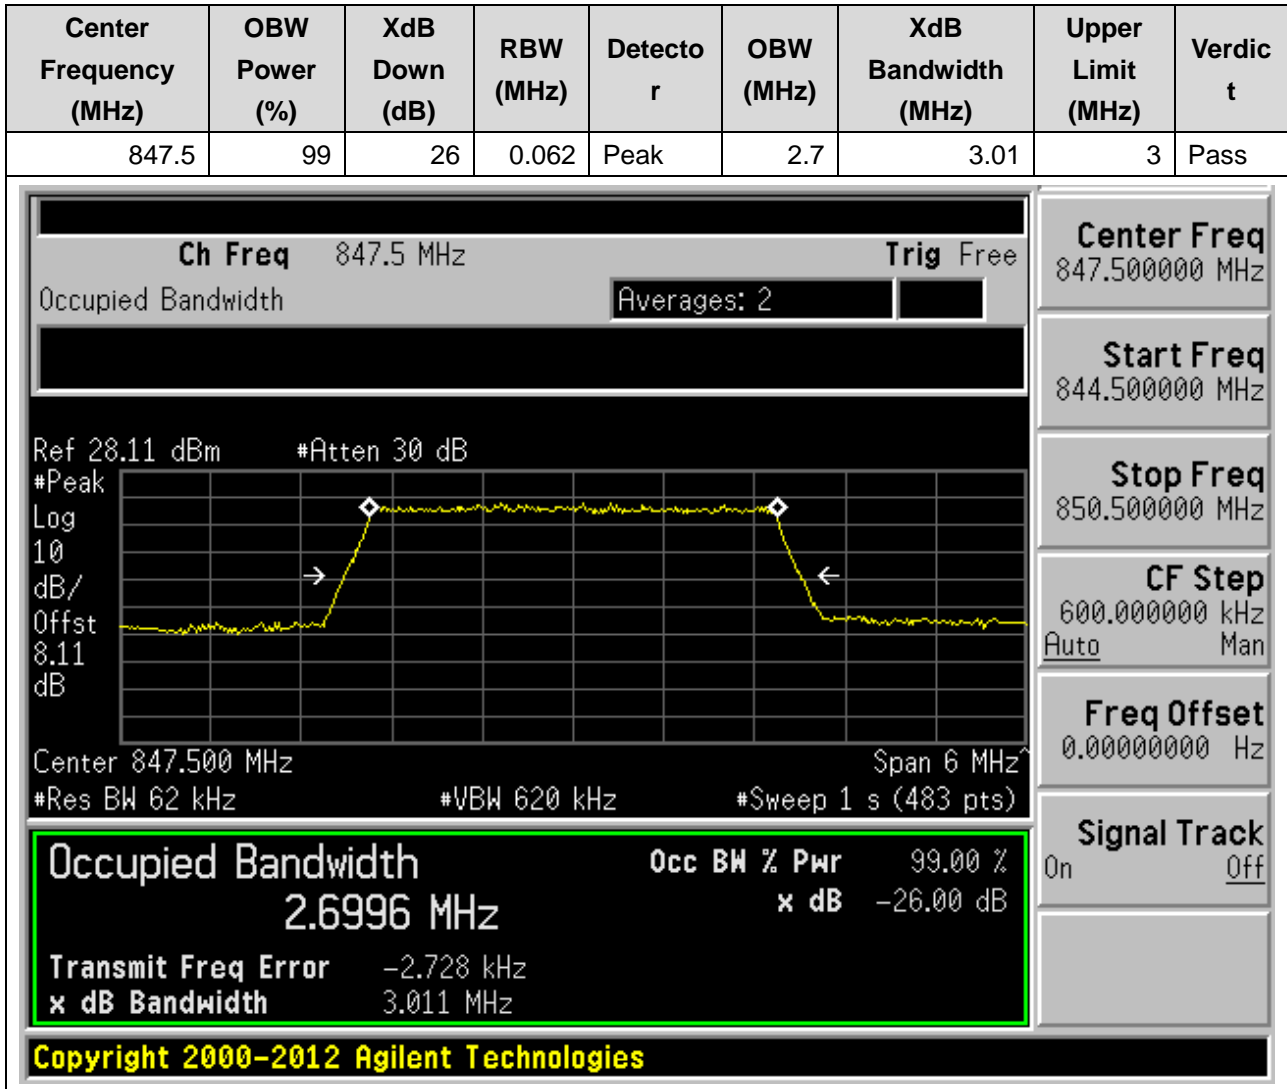 Center Frequency (MHz) OBW Power (%) XdB Down (dB) RBW (MHz) Detecto r OBW (MHz) XdB Bandwidth (MHz) Upper Limit (MHz) Verdic t
847.5 99 26 0.062 Peak 2.7 3.01 3 Pass
Ch Freq 847.5 MHz Trig Free
Occupied Bandwidth Averages: 2
Ref 28.11 dBm #Atten 30 dB
#Peak
Log
10
dB/
Offst
8.11
dB
Center 847.500 MHz Span 6 MHz^
#Res BW 62 kHz #VBW 620 kHz #Sweep 1 s (483 pts)
Occupied Bandwidth Occ BW % Pwr 99.00 %
2.6996 MHz x dB -26.00 dB
Transmit Freq Error -2.728 kHz
x dB Bandwidth 3.011 MHz
Copyright 2000-2012 Agilent Technologies
Center Freq
847.500000 MHz
Start Freq
844.500000 MHz
Stop Freq
850.500000 MHz
CF Step
600.000000 kHz
Auto Man
Freq Offset
0.00000000 Hz
Signal Track
On Off